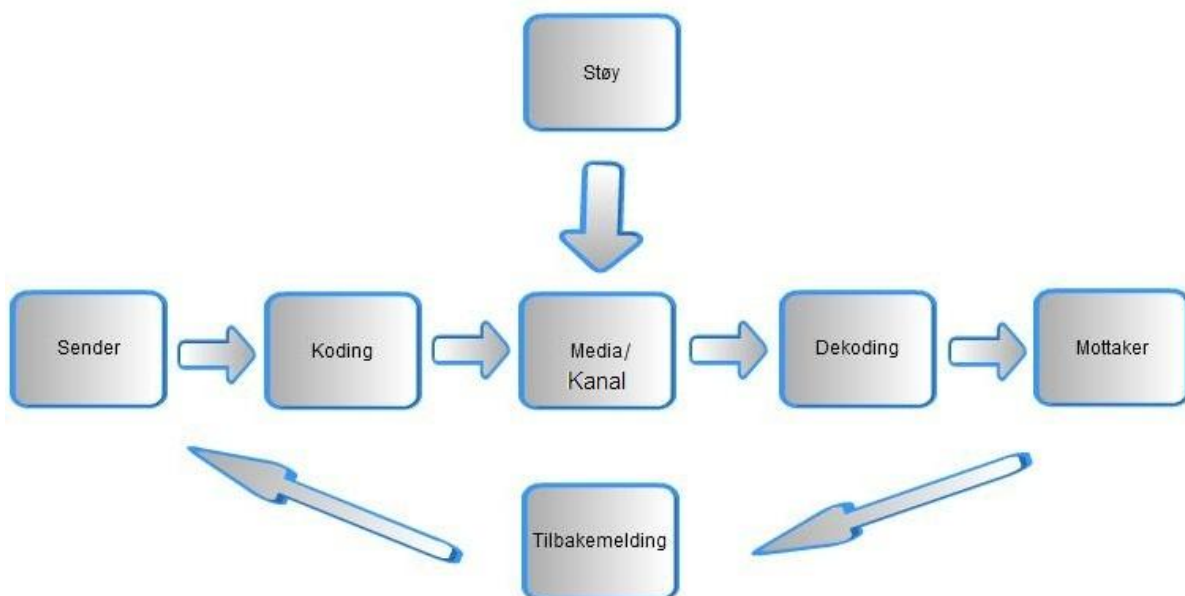 Støy
Sender
Koding
Media/
Kanal
Dekoding
Mottaker
Tilbakemelding